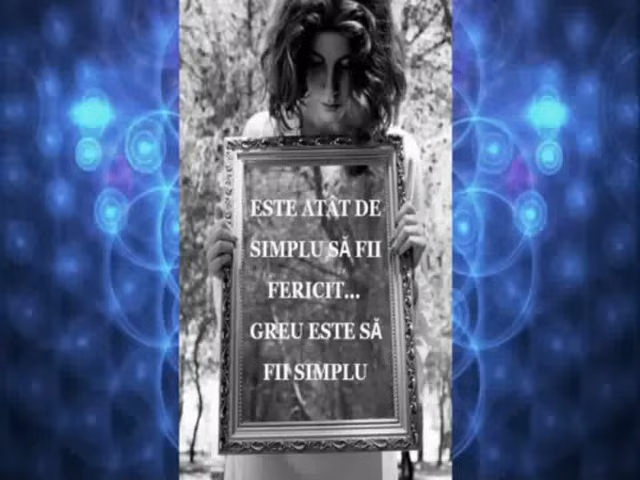 ESTE ATÂT DE
SIMPLU SĂ FII
FERICIT...
GREU ESTE SĂ
FII SIMPLU